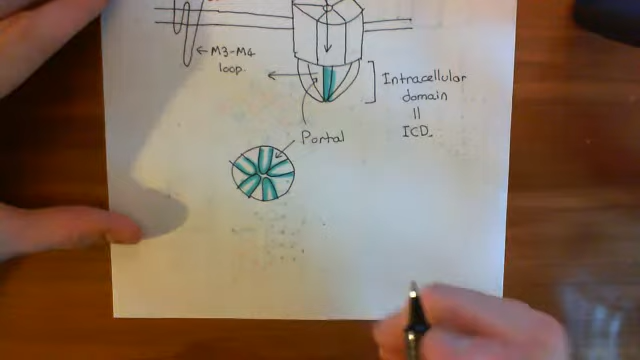 ← M3-M4
loop.
Intracellular
domain
||
ICD.
Portal